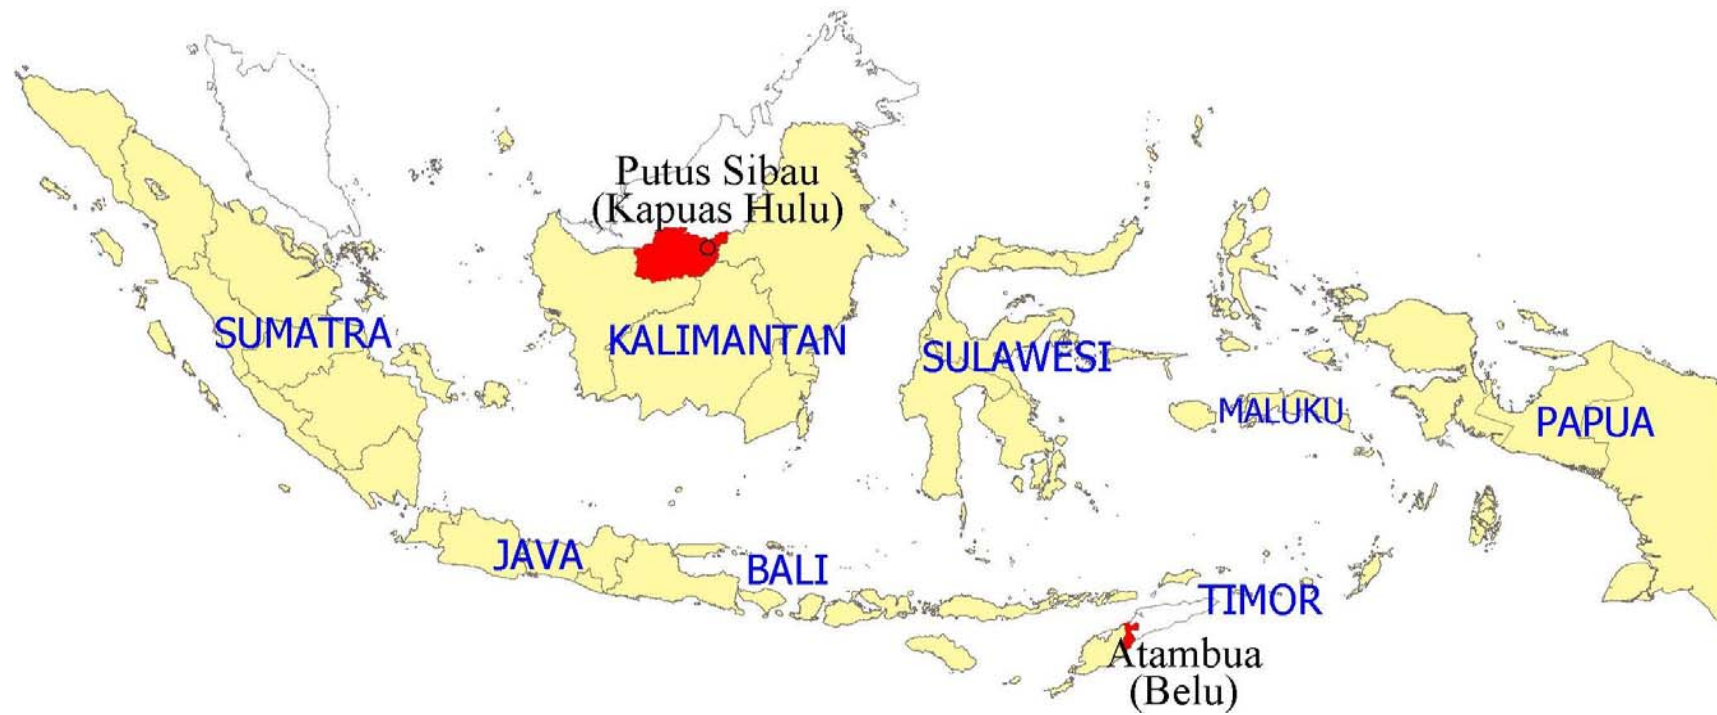 Putus Sibau
(Kapuas Hulu)
SUMATRA
KALIMANTAN
SULAWESI
MALUKU
PAPUA
JAVA
BALI
TIMOR
Atambua
(Belu)